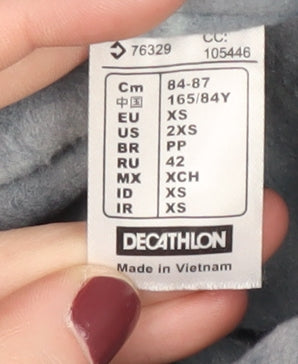 76329 CC: 105446
Cm 84-87
中国 165/84Y
EU XS
US 2XS
BR PP
RU 42
MX XCH
ID XS
IR XS
DECATHLON
Made in Vietnam